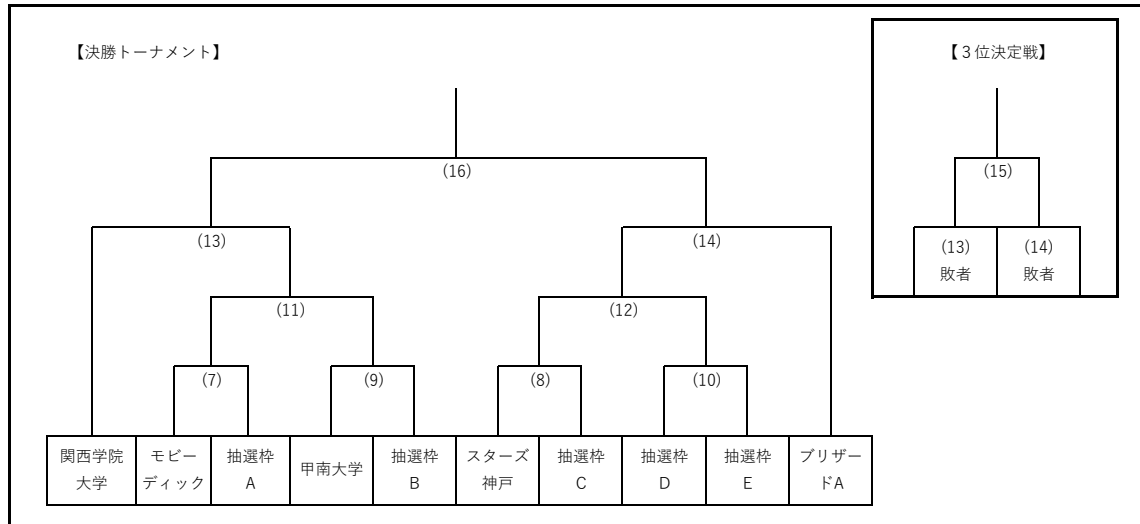 【決勝トーナメント】
【３位決定戦】
(16)
(15)
(13)
(14)
(13)
敗者
(14)
敗者
(11)
(12)
(7)
(9)
(8)
(10)
関西学院
大学
モビー
ディック
抽選枠
A
甲南大学
抽選枠
B
スターズ
神戸
抽選枠
C
抽選枠
D
抽選枠
E
ブリザー
ドA